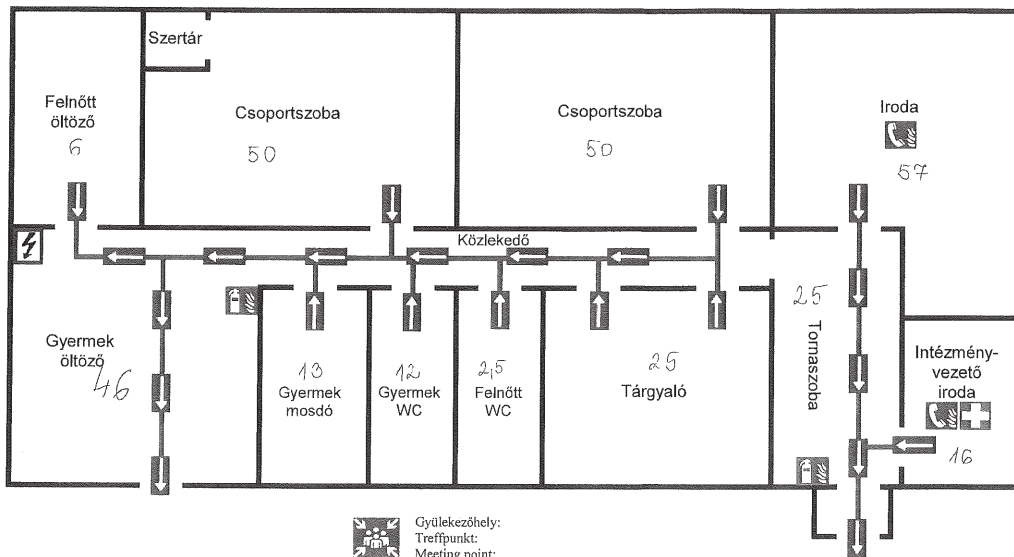 Szertár
Felnőtt
öltöző
6
Csoportszoba
50
Csoportszoba
50
Iroda
57
Közlekedő
Gyermek
öltöző
46
13
Gyermek
mosdó
12
Gyermek
WC
2,5
Felnőtt
WC
25
Tárgyaló
25
Tornaszoba
Intézmény-
vezető
iroda
16
Gyülekezőhely:
Treffpunkt:
Meeting point: